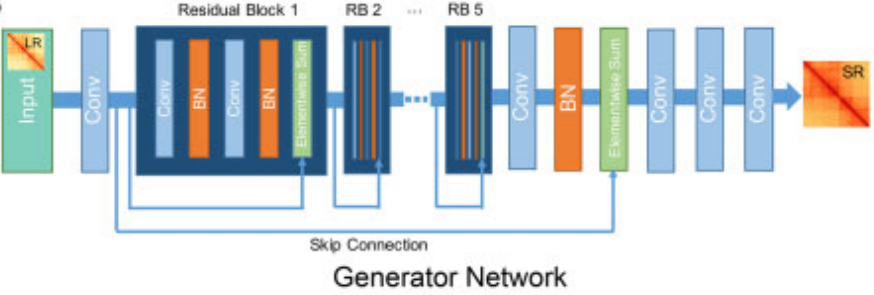 Residual Block 1 RB 2 ... RB 5
LR
Input
Conv
Conv
BN
Conv
BN
Elementwise Sum
Conv
BN
Elementwise Sum
Conv
Conv
Conv
SR
Skip Connection
Generator Network